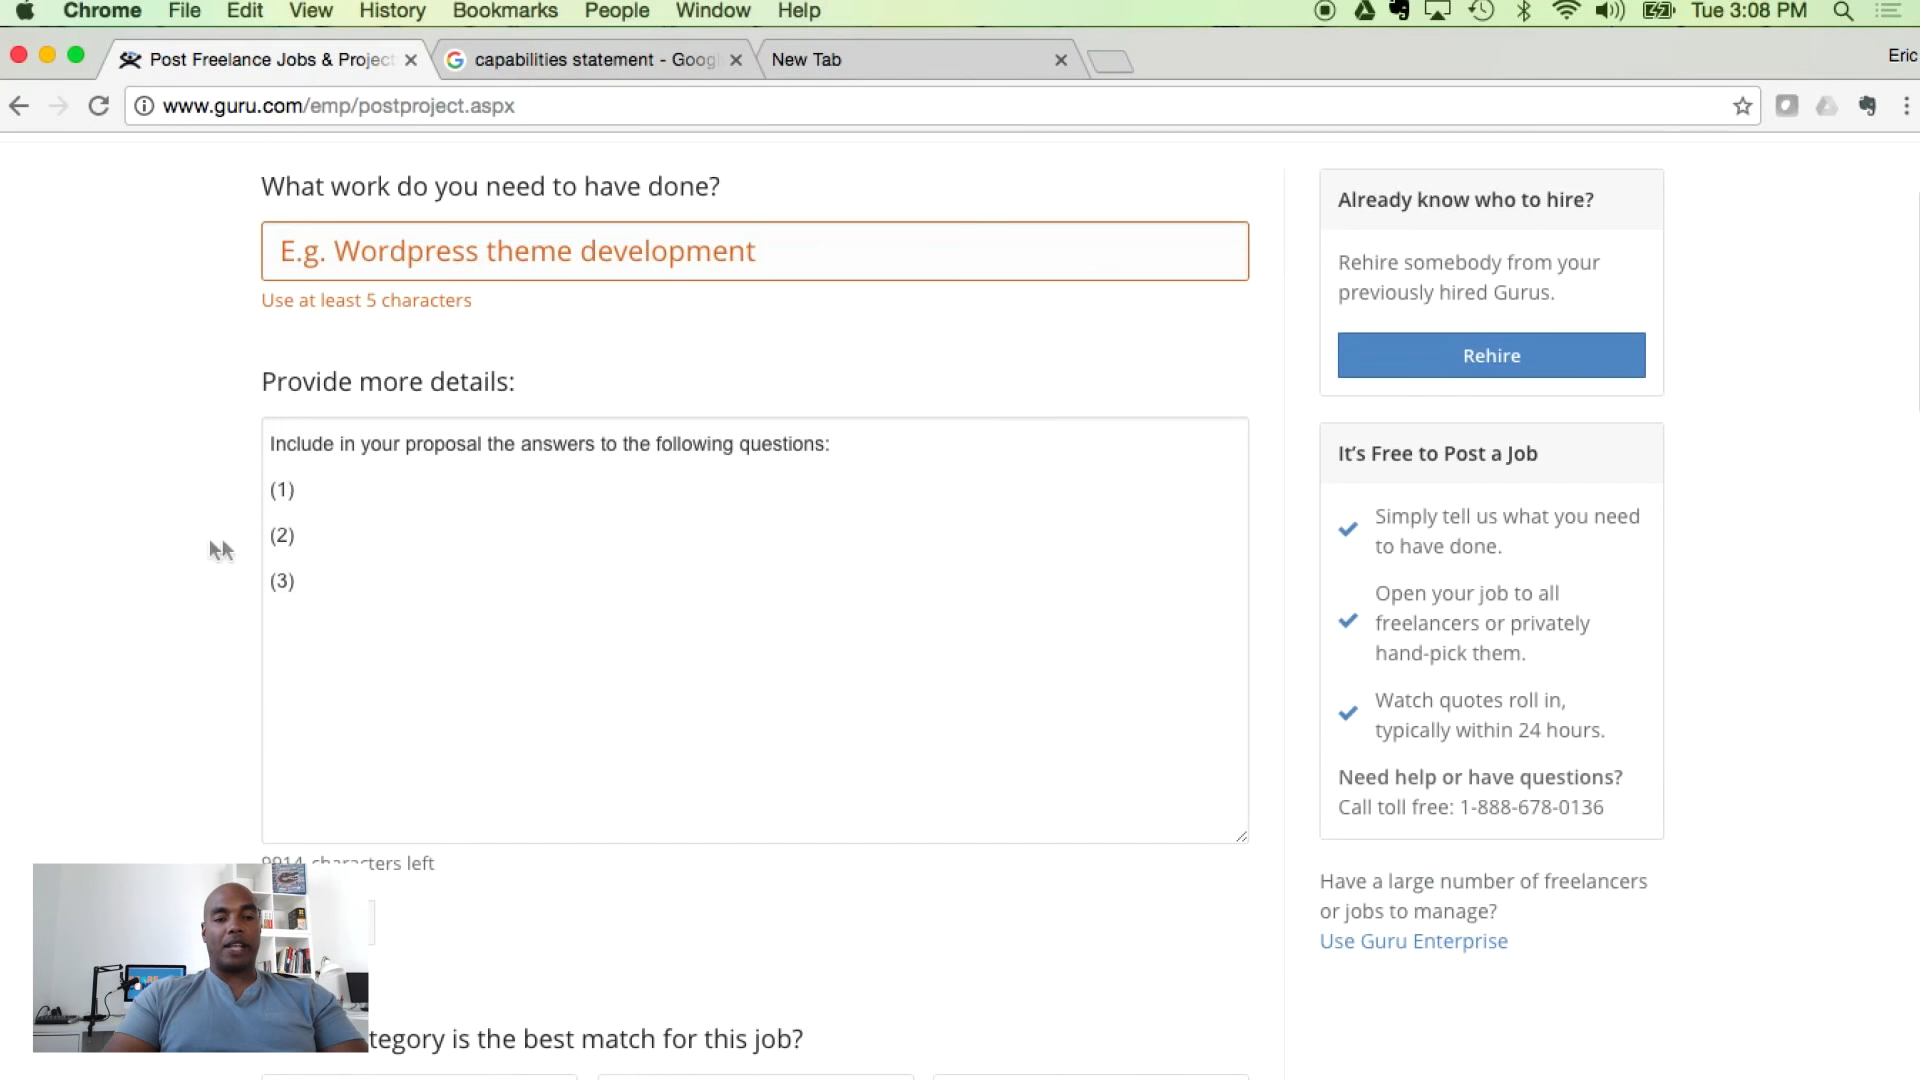 Chrome File Edit View History Bookmarks People Window Help Tue 3:08 PM
Post Freelance Jobs & Project capabilities statement - Goog New Tab Eric
www.guru.com/emp/postproject.aspx
What work do you need to have done?
E.g. Wordpress theme development
Use at least 5 characters
Provide more details:
Include in your proposal the answers to the following questions:
(1)
(2)
(3)
9914 characters left
tegory is the best match for this job?
Already know who to hire?
Rehire somebody from your
previously hired Gurus.
Rehire
It's Free to Post a Job
Simply tell us what you need
to have done.
Open your job to all
freelancers or privately
hand-pick them.
Watch quotes roll in,
typically within 24 hours.
Need help or have questions?
Call toll free: 1-888-678-0136
Have a large number of freelancers
or jobs to manage?
Use Guru Enterprise